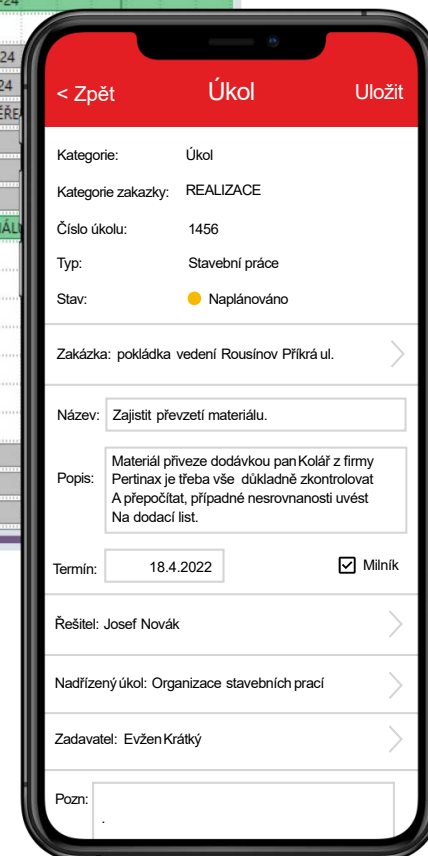 24
24
< Zpět Úkol Uložit
Kategorie: Úkol
Kategorie zakazky: REALIZACE
Číslo úkolu: 1456
Typ: Stavební práce
Stav: Naplánováno
Zakázka: pokládka vedení Rousínov Příkrá ul.
Název: Zajistit převzetí materiálu.
Popis: Materiál přiveze dodávkou pan Kolář z firmy
Pertinax je třeba vše důkladně zkontrolovat
A přepočítat, případné nesrovnanosti uvést
Na dodací list.
Termín: 18.4.2022 Milník
Řešitel: Josef Novák
Nadřízený úkol: Organizace stavebních prací
Zadavatel: Evžen Krátký
Pozn:
.